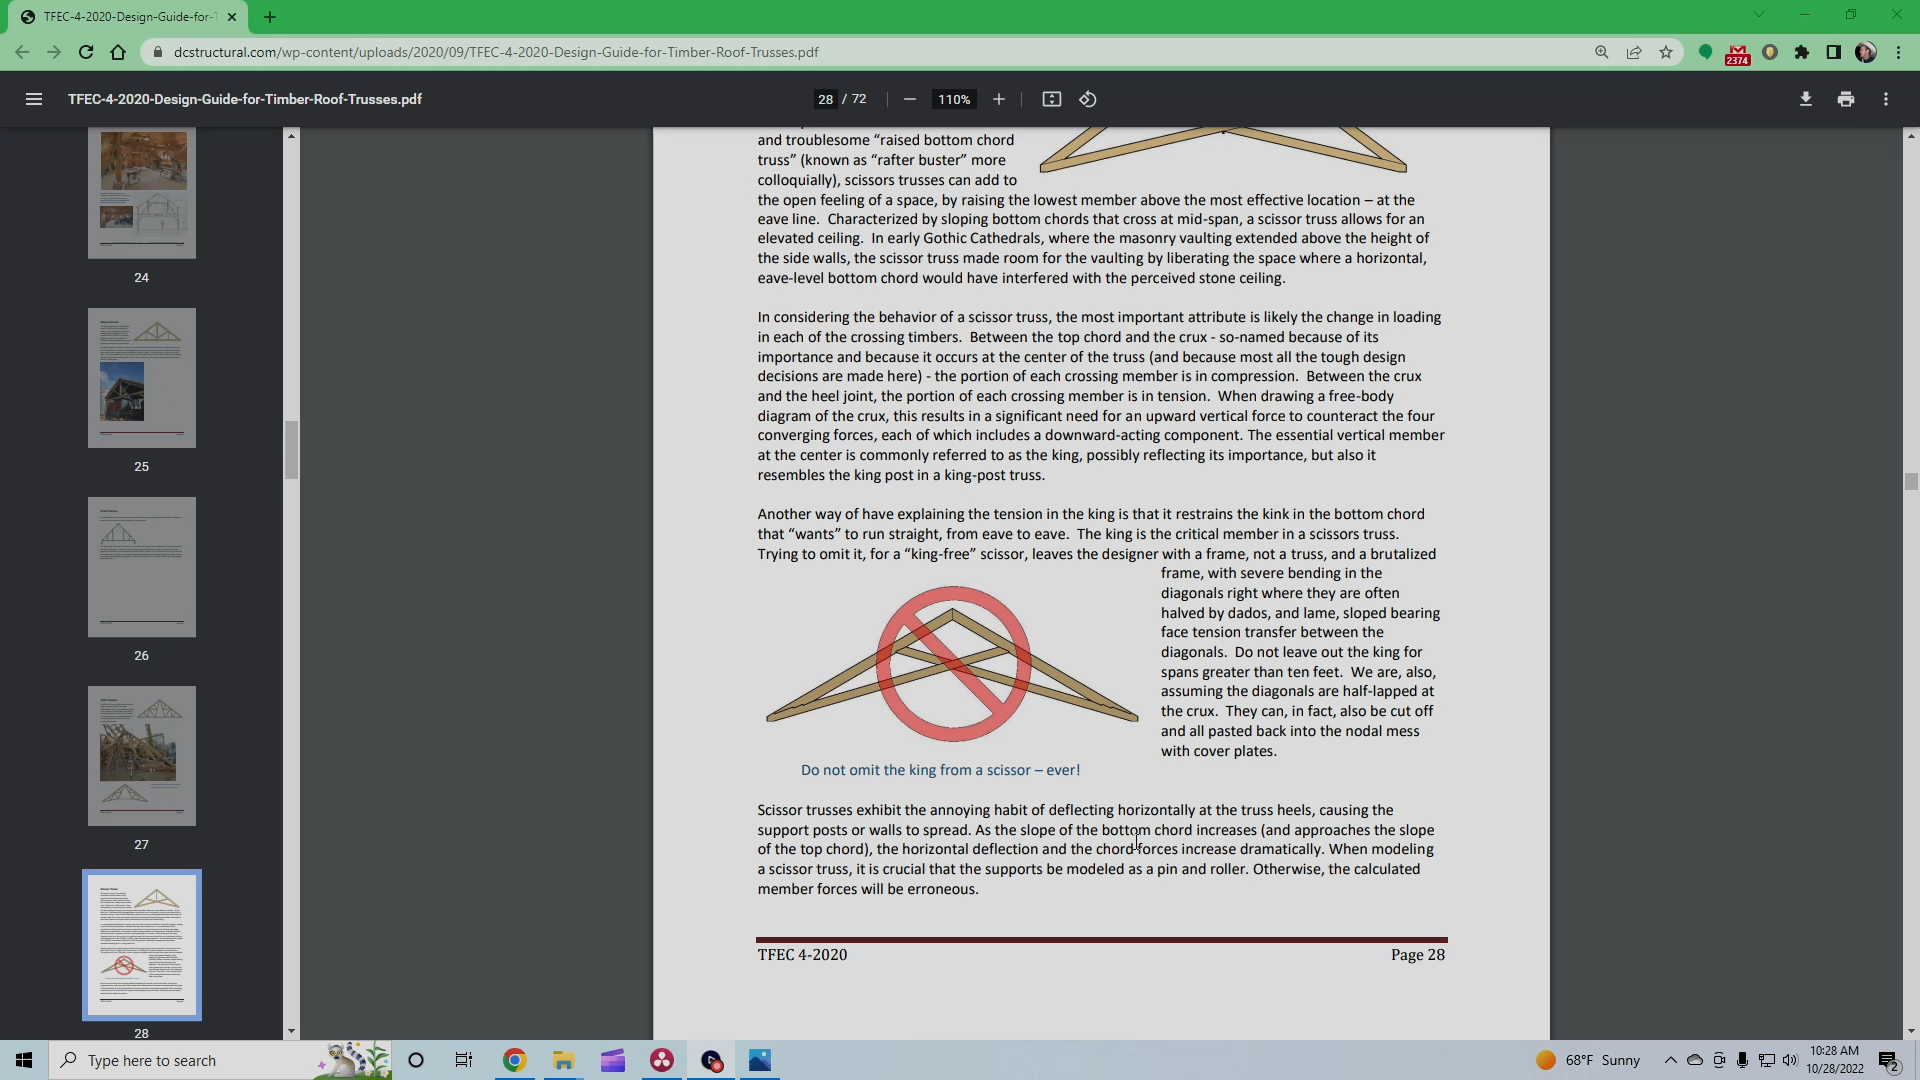 TFEC-4-2020-Design-Guide-for-T
dcstructural.com/wp-content/uploads/2020/09/TFEC-4-2020-Design-Guide-for-Timber-Roof-Trusses.pdf
2374
TFEC-4-2020-Design-Guide-for-Timber-Roof-Trusses.pdf
28 / 72
110%
24
25
26
27
28
and troublesome “raised bottom chord
truss” (known as “rafter buster” more
colloquially), scissors trusses can add to
the open feeling of a space, by raising the lowest member above the most effective location – at the
eave line. Characterized by sloping bottom chords that cross at mid-span, a scissor truss allows for an
elevated ceiling. In early Gothic Cathedrals, where the masonry vaulting extended above the height of
the side walls, the scissor truss made room for the vaulting by liberating the space where a horizontal,
eave-level bottom chord would have interfered with the perceived stone ceiling.
In considering the behavior of a scissor truss, the most important attribute is likely the change in loading
in each of the crossing timbers. Between the top chord and the crux - so-named because of its
importance and because it occurs at the center of the truss (and because most all the tough design
decisions are made here) - the portion of each crossing member is in compression. Between the crux
and the heel joint, the portion of each crossing member is in tension. When drawing a free-body
diagram of the crux, this results in a significant need for an upward vertical force to counteract the four
converging forces, each of which includes a downward-acting component. The essential vertical member
at the center is commonly referred to as the king, possibly reflecting its importance, but also it
resembles the king post in a king-post truss.
Another way of have explaining the tension in the king is that it restrains the kink in the bottom chord
that “wants” to run straight, from eave to eave. The king is the critical member in a scissors truss.
Trying to omit it, for a “king-free” scissor, leaves the designer with a frame, not a truss, and a brutalized
frame, with severe bending in the
diagonals right where they are often
halved by dados, and lame, sloped bearing
face tension transfer between the
diagonals. Do not leave out the king for
spans greater than ten feet. We are, also,
assuming the diagonals are half-lapped at
the crux. They can, in fact, also be cut off
and all pasted back into the nodal mess
with cover plates.
Do not omit the king from a scissor – ever!
Scissor trusses exhibit the annoying habit of deflecting horizontally at the truss heels, causing the
support posts or walls to spread. As the slope of the bottom chord increases (and approaches the slope
of the top chord), the horizontal deflection and the chord forces increase dramatically. When modeling
a scissor truss, it is crucial that the supports be modeled as a pin and roller. Otherwise, the calculated
member forces will be erroneous.
TFEC 4-2020
Page 28
Type here to search
68°F Sunny
10:28 AM
10/28/2022
2